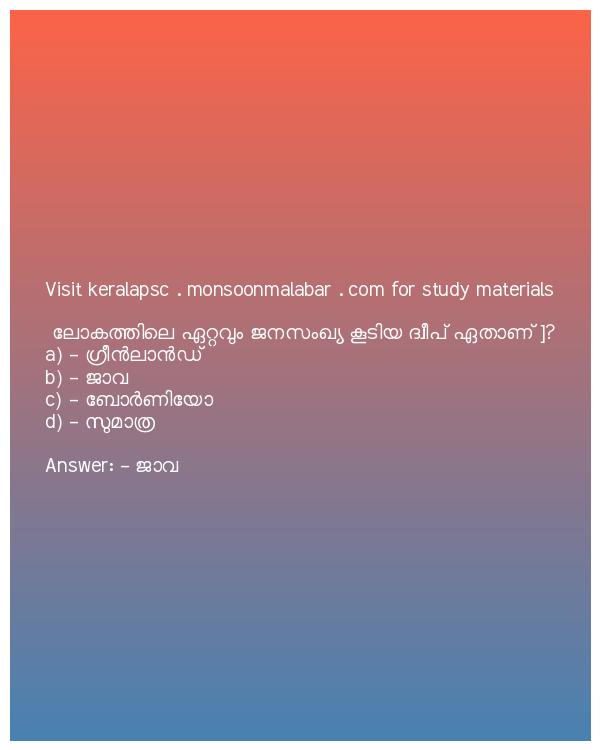 Visit keralapsc . monsoonmalabar . com for study materials
ലോകത്തിലെ ഏറ്റവും ജനസംഖ്യ കൂടിയ ദ്വീപ് ഏതാണ് ]?
a) - ഗ്രീൻലാൻഡ്
b) - ജാവ
c) - ബോർണിയോ
d) - സുമാത്ര
Answer: - ജാവ